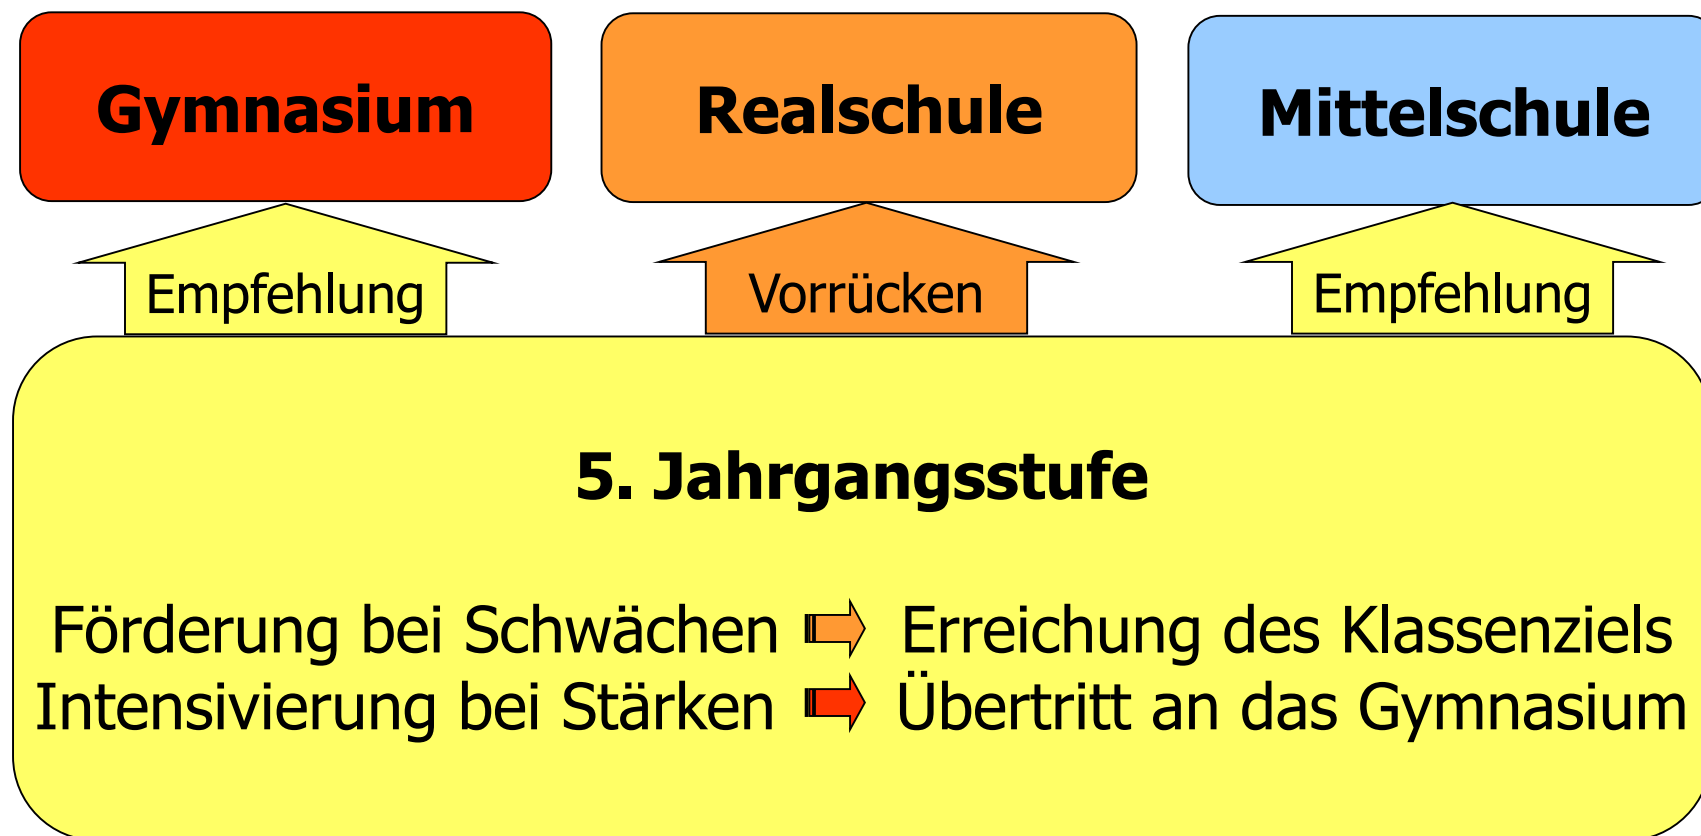 Gymnasium
Realschule
Mittelschule
Empfehlung
Vorrücken
Empfehlung
5. Jahrgangsstufe
Förderung bei Schwächen Erreichung des Klassenziels
Intensivierung bei Stärken Übertritt an das Gymnasium